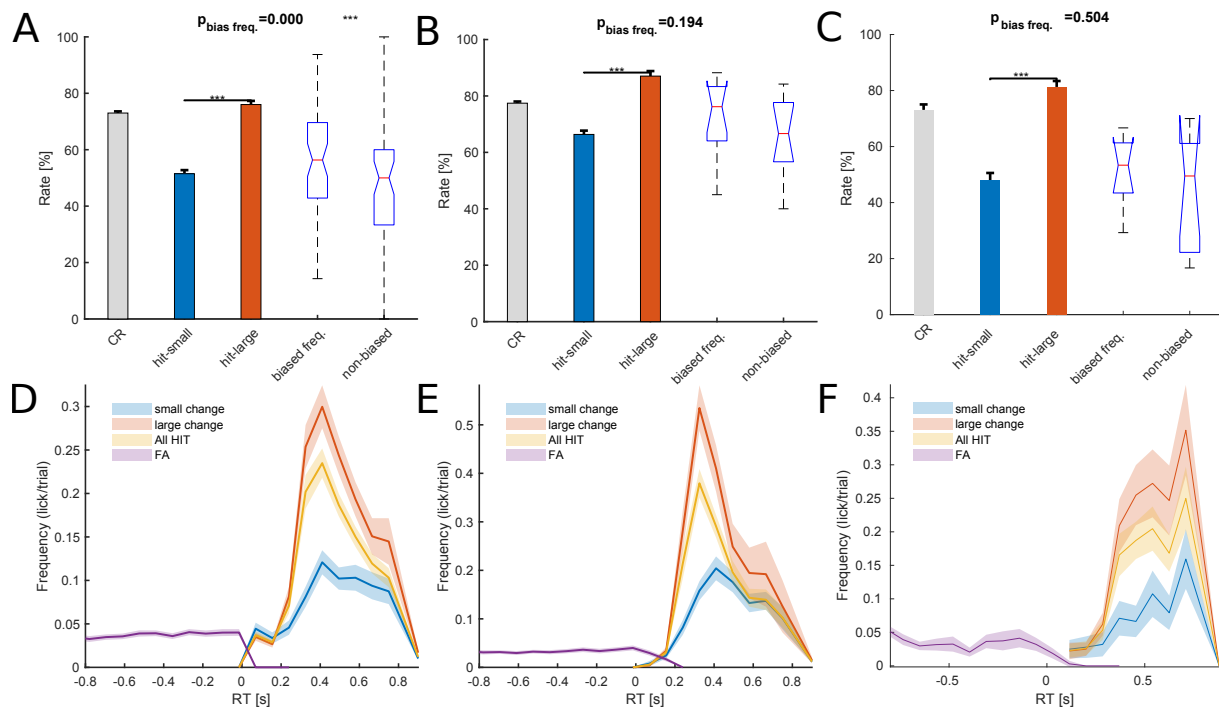 A
p bias freq. =0.000
***
100
80
60
40
20
0
Rate [%]
***
CR
hit-small
hit-large
biased freq.
non-biased
B
p bias freq. =0.194
100
80
60
40
20
0
Rate [%]
***
CR
hit-small
hit-large
biased freq.
non-biased
C
p bias freq. =0.504
100
80
60
40
20
0
Rate [%]
***
CR
hit-small
hit-large
biased freq.
non-biased
D
small change
large change
All HIT
FA
0.3
0.25
0.2
0.15
0.1
0.05
0
Frequency (lick/trial)
-0.8 -0.6 -0.4 -0.2 0 0.2 0.4 0.6 0.8
RT [s]
E
small change
large change
All HIT
FA
0.5
0.4
0.3
0.2
0.1
0
Frequency (lick/trial)
-0.8 -0.6 -0.4 -0.2 0 0.2 0.4 0.6 0.8
RT [s]
F
small change
large change
All HIT
FA
0.4
0.35
0.3
0.25
0.2
0.15
0.1
0.05
0
Frequency (lick/trial)
-0.5 0 0.5
RT [s]